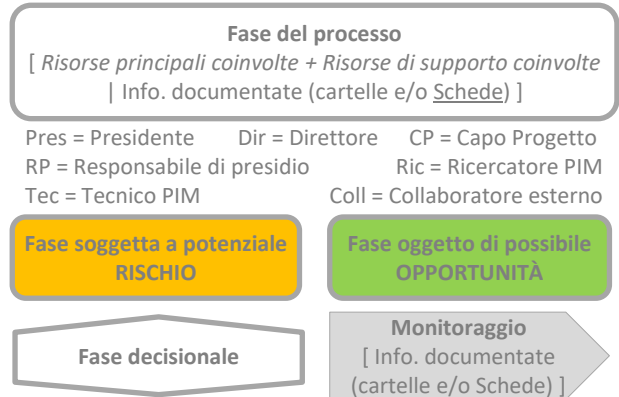 Fase del processo
[ Risorse principali coinvolte + Risorse di supporto coinvolte
| Info. documentate (cartelle e/o Schede) ]
Pres = Presidente Dir = Direttore CP = Capo Progetto
RP = Responsabile di presidio Ric = Ricercatore PIM
Tec = Tecnico PIM Coll = Collaboratore esterno
Fase soggetta a potenziale
RISCHIO
Fase oggetto di possibile
OPPORTUNITÀ
Fase decisionale
Monitoraggio
[ Info. documentate
(cartelle e/o Schede) ]